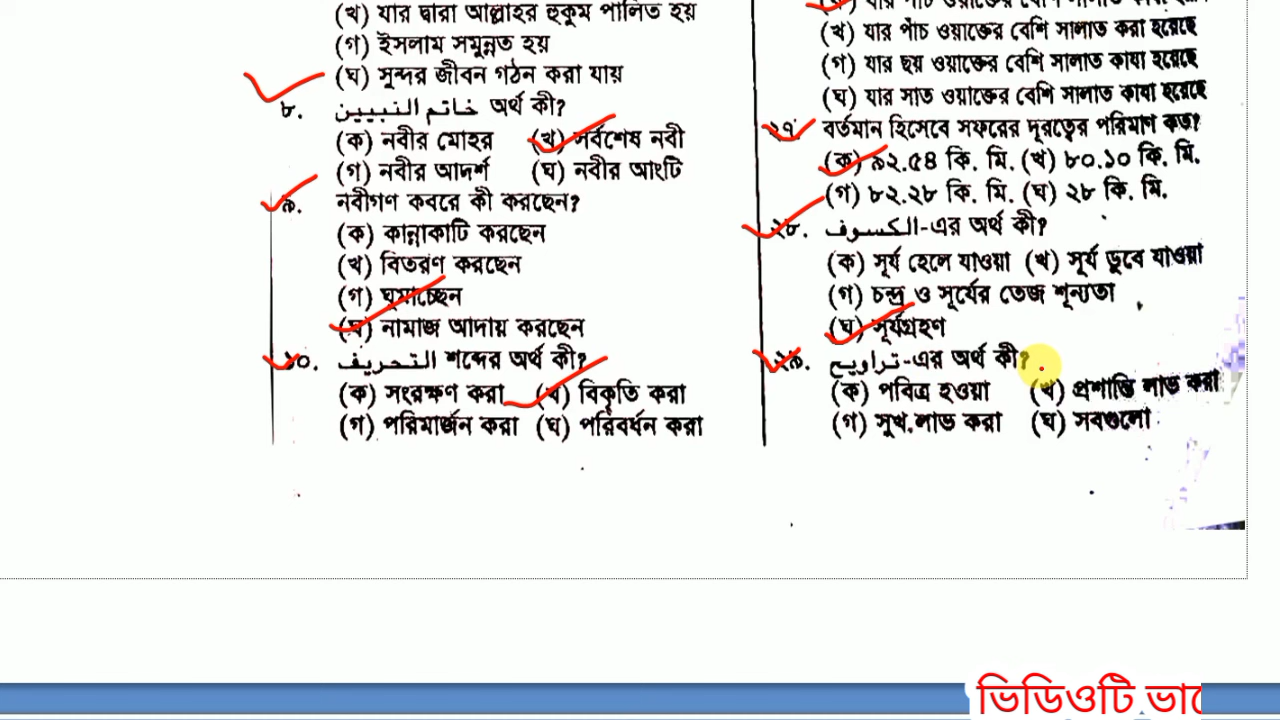 (খ) যার দ্বারা আল্লাহর হুকুম পালিত হয়
(গ) ইসলাম সমুন্নত হয়
(ঘ) সুন্দর জীবন গঠন করা যায়
৮. خاتم النبيين অর্থ কী?
(ক) নবীর মোহর (খ) সর্বশেষ নবী
(গ) নবীর আদর্শ (ঘ) নবীর আংটি
৯. নবীগণ কবরে কী করছেন?
(ক) কান্নাকাটি করছেন
(খ) বিতরণ করছেন
(গ) ঘুমাচ্ছেন
(ঘ) নামাজ আদায় করছেন
১০. التحريف শব্দের অর্থ কী?
(ক) সংরক্ষণ করা (খ) বিকৃতি করা
(গ) পরিমার্জন করা (ঘ) পরিবর্ধন করা
যার পাঁচ ওয়াক্তের বেশি সালাত কাযা
(খ) যার পাঁচ ওয়াক্তের বেশি সালাত করা হয়েছে
(গ) যার ছয় ওয়াক্তের বেশি সালাত কাযা হয়েছে
(ঘ) যার সাত ওয়াক্তের বেশি সালাত কাযা হয়েছে
২৭. বর্তমান হিসেবে সফরের দূরত্বের পরিমাণ কত?
(ক) ৯২.৫৪ কি. মি. (খ) ৮০.১০ কি. মি.
(গ) ৮২.২৮ কি. মি. (ঘ) ২৮ কি. মি.
২৮. الكسوف-এর অর্থ কী?
(ক) সূর্য হেলে যাওয়া (খ) সূর্য ডুবে যাওয়া
(গ) চন্দ্র ও সূর্যের তেজ শূন্যতা
(ঘ) সূর্যগ্রহণ
২৯. تراويح-এর অর্থ কী?
(ক) পবিত্র হওয়া (খ) প্রশান্তি লাভ করা
(গ) সুখ লাভ করা (ঘ) সবগুলো
ভিডিওটি